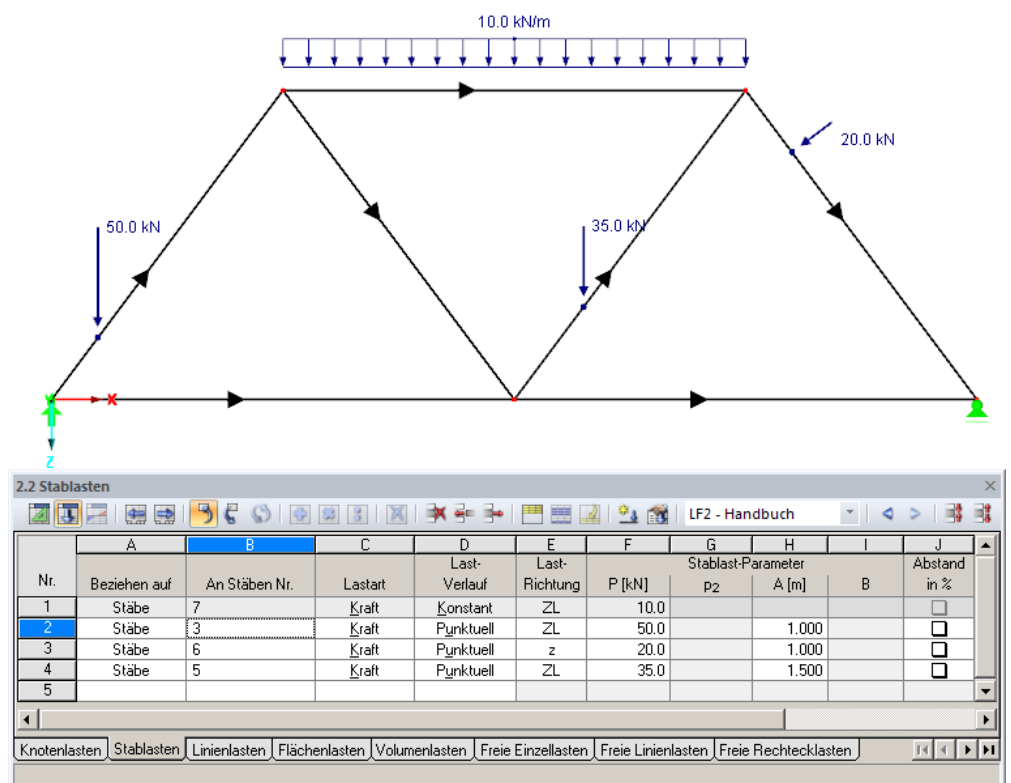 10.0 kN/m
20.0 kN
50.0 kN
35.0 kN
X
Z
2.2 Stablasten
LF2 - Handbuch
A B C D E F G H I J
Last- Last- Stablast-Parameter Abstand
Nr. Beziehen auf An Stäben Nr. Lastart Verlauf Richtung P [kN] p2 A [m] B in %
1 Stäbe 7 Kraft Konstant ZL 10.0
2 Stäbe 3 Kraft Punktuell ZL 50.0 1.000
3 Stäbe 6 Kraft Punktuell z 20.0 1.000
4 Stäbe 5 Kraft Punktuell ZL 35.0 1.500
5
Knotenlasten Stablasten Linienlasten Flächenlasten Volumenlasten Freie Einzellasten Freie Linienlasten Freie Rechtecklasten